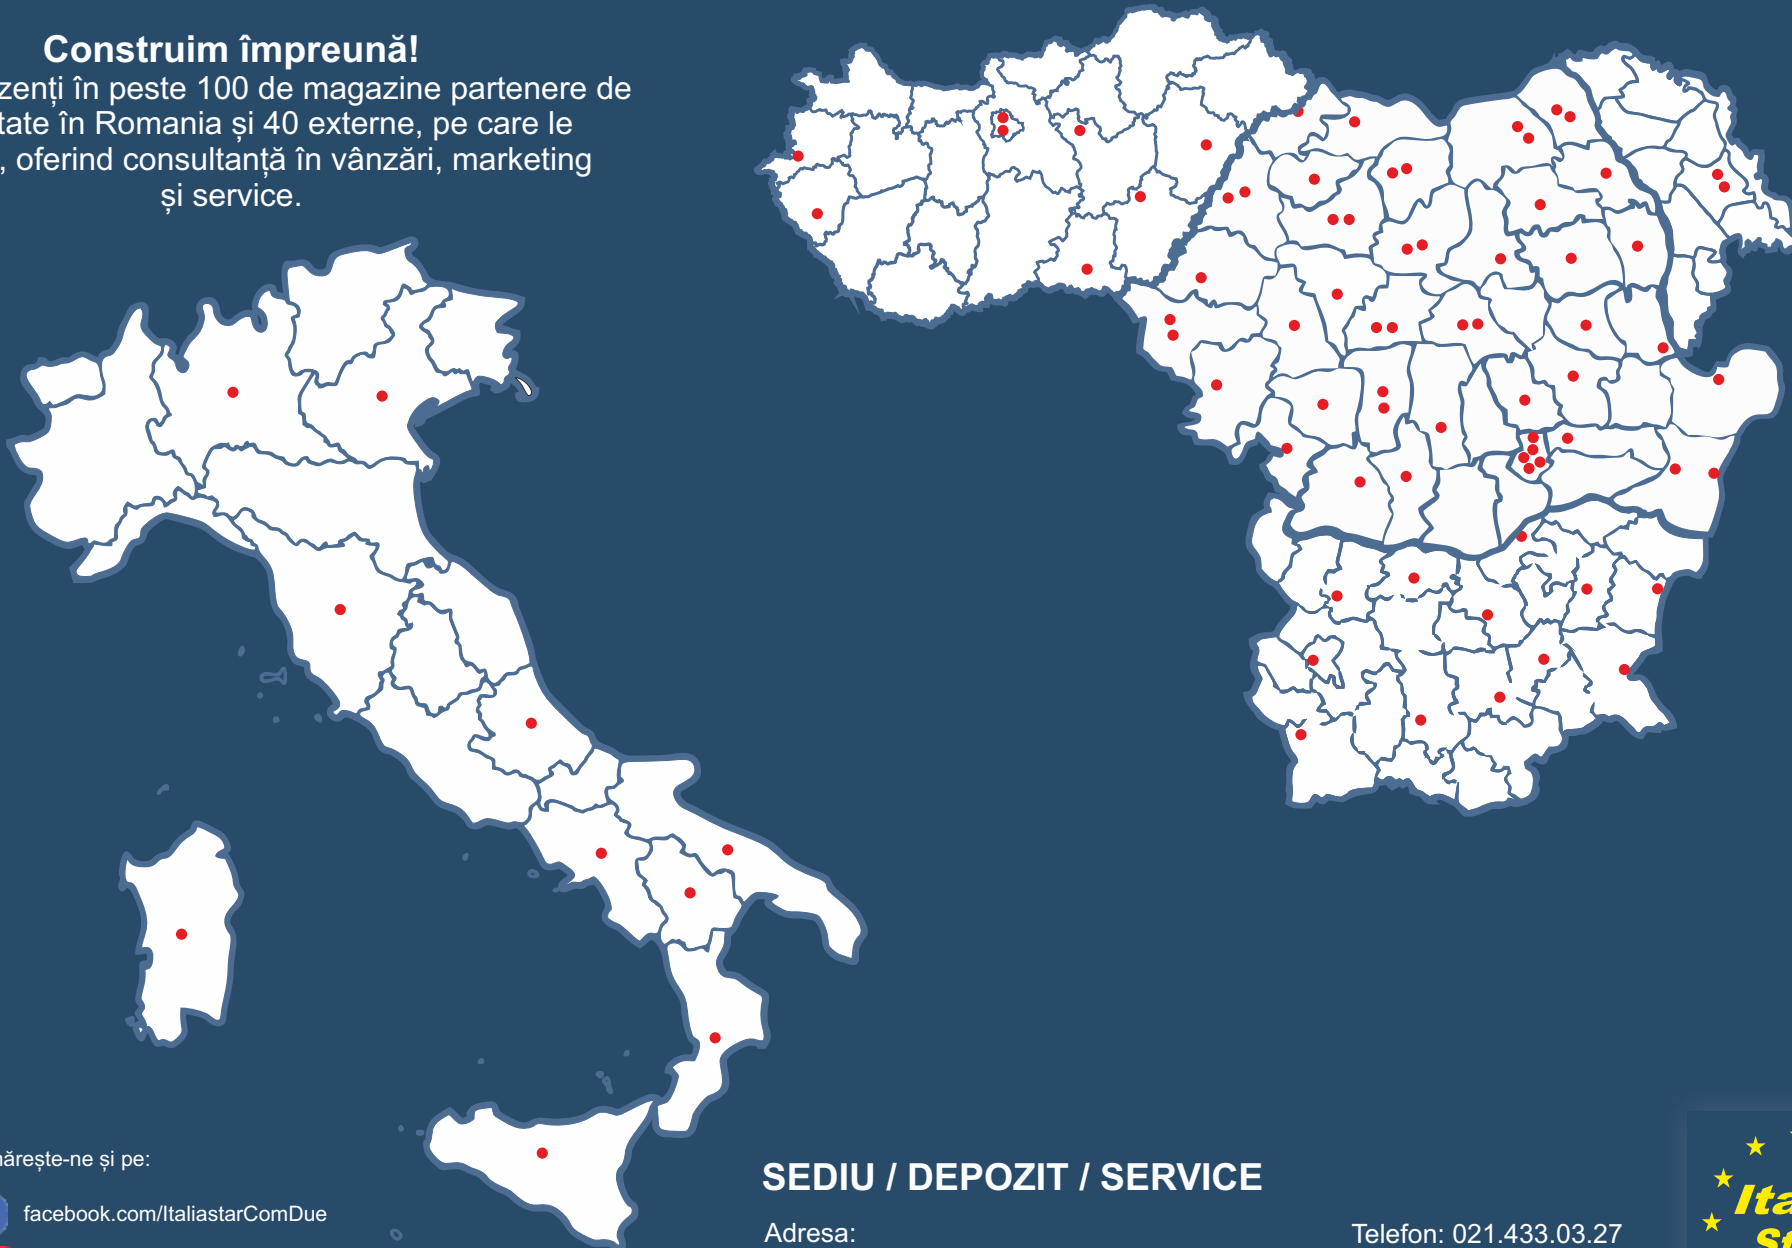 Construim împreună!
zenți în peste 100 de magazine partenere de
tate în Romania și 40 externe, pe care le
, oferind consultanță în vânzări, marketing
și service.
ărește-ne și pe:
facebook.com/ItaliastarComDue
SEDIU / DEPOZIT / SERVICE
Adresa:
Telefon: 021.433.03.27
Ita
St